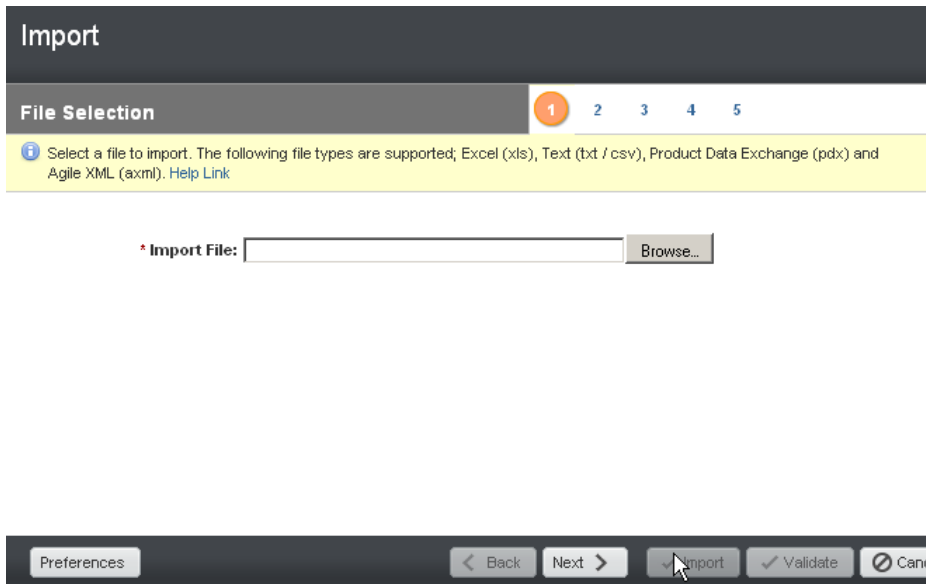 Import
File Selection
1 2 3 4 5
Select a file to import. The following file types are supported; Excel (xls), Text (txt / csv), Product Data Exchange (pdx) and
Agile XML (axml). Help Link
* Import File:
Browse...
Preferences
Back
Next
Import
Validate
Canc